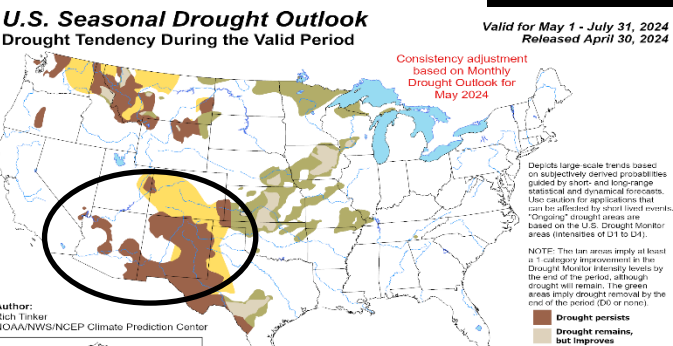 U.S. Seasonal Drought Outlook
Drought Tendency During the Valid Period
Valid for May 1 - July 31, 2024
Released April 30, 2024
Consistency adjustment
based on Monthly
Drought Outlook for
May 2024
Depicts large-scale trends based
on subjectively derived probabilities
guided by short- and long-range
statistical and dynamical forecasts.
Use caution for applications that
can be affected by short lived events.
"Ongoing" drought areas are
based on the U.S. Drought Monitor
areas (intensities of D1 to D4).
NOTE: The tan areas imply at least
a 1-category improvement in the
Drought Monitor intensity levels by
the end of the period, although
drought will remain. The green
areas imply drought removal by the
end of the period (D0 or none).
Author:
Rich Tinker
NOAA/NWS/NCEP Climate Prediction Center
Drought persists
Drought remains,
but improves